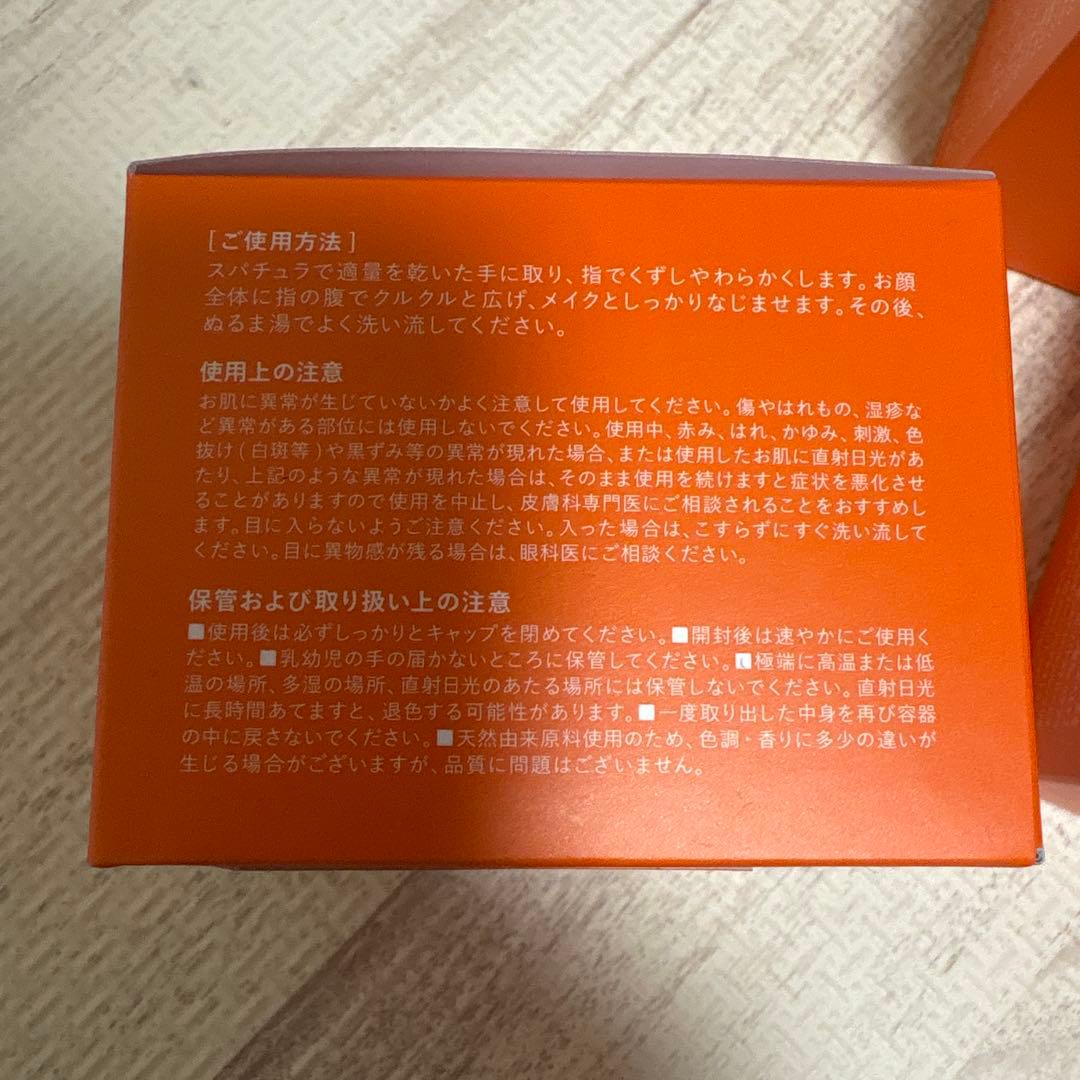 [ご使用方法]
スパチュラで適量を乾いた手に取り、指でくずしやわらかくします。お顔
全体に指の腹でクルクルと広げ、メイクとしっかりなじませます。その後、
ぬるま湯でよく洗い流してください。
使用上の注意
お肌に異常が生じていないかよく注意して使用してください。傷やはれもの、湿疹な
ど異常がある部位には使用しないでください。使用中、赤み、はれ、かゆみ、刺激、色
抜け(白斑等)や黒ずみ等の異常が現れた場合、または使用したお肌に直射日光があ
たり、上記のような異常が現れた場合は、そのまま使用を続けますと症状を悪化させ
ることがありますので使用を中止し、皮膚科専門医にご相談されることをおすすめし
ます。目に入らないようご注意ください。入った場合は、こすらずにすぐ洗い流して
ください。目に異物感が残る場合は、眼科医にご相談ください。
保管および取り扱い上の注意
■使用後は必ずしっかりとキャップを閉めてください。■開封後は速やかにご使用く
ださい。■乳幼児の手の届かないところに保管してください。■極端に高温または低
温の場所、多湿の場所、直射日光のあたる場所には保管しないでください。直射日光
に長時間あてますと、退色する可能性があります。■一度取り出した中身を再び容器
の中に戻さないでください。■天然由来原料使用のため、色調・香りに多少の違いが
生じる場合がございますが、品質に問題はございません。